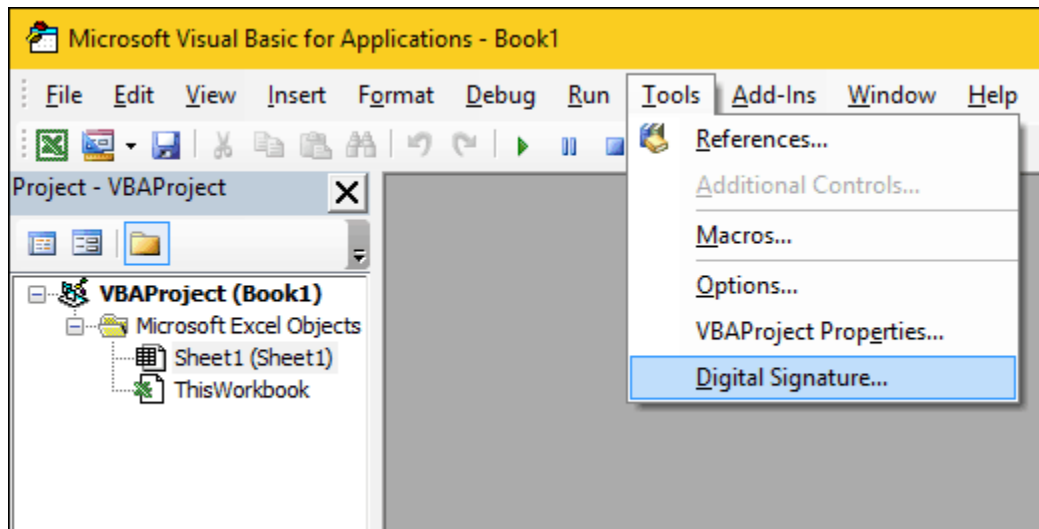 Microsoft Visual Basic for Applications - Book1
File Edit View Insert Format Debug Run Tools Add-Ins Window Help
References...
Project - VBAProject
Additional Controls...
Macros...
VBAProject (Book1)
Options...
Microsoft Excel Objects
VBAProject Properties...
Sheet1 (Sheet1)
Digital Signature...
ThisWorkbook